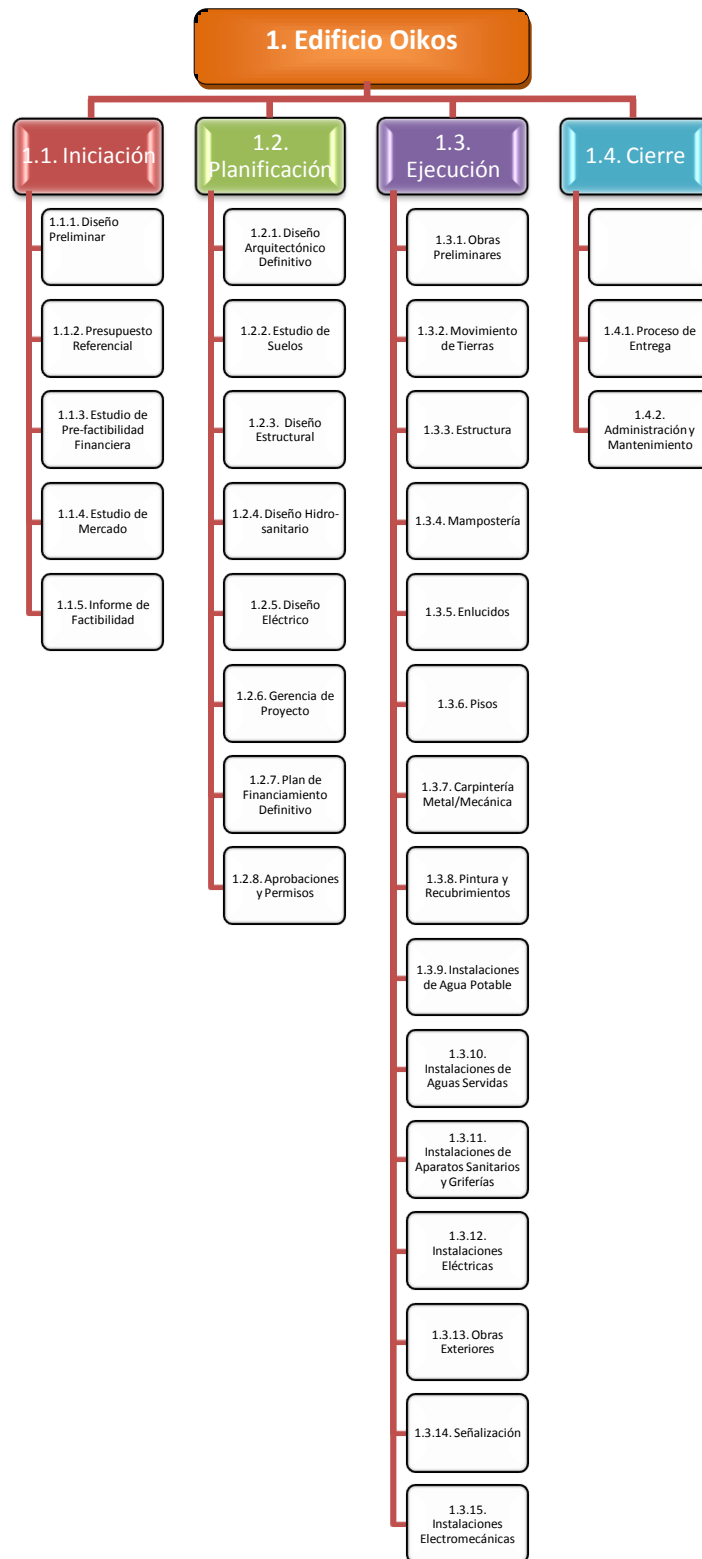 1. Edificio Oikos
1.1. Iniciación
1.1.1. Diseño
Preliminar
1.1.2. Presupuesto
Referencial
1.1.3. Estudio de
Pre-factibilidad
Financiera
1.1.4. Estudio de
Mercado
1.1.5. Informe de
Factibilidad
1.2.
Planificación
1.2.1. Diseño
Arquitectónico
Definitivo
1.2.2. Estudio de
Suelos
1.2.3. Diseño
Estructural
1.2.4. Diseño Hidro-
sanitario
1.2.5. Diseño
Eléctrico
1.2.6. Gerencia de
Proyecto
1.2.7. Plan de
Financiamiento
Definitivo
1.2.8. Aprobaciones
y Permisos
1.3.
Ejecución
1.3.1. Obras
Preliminares
1.3.2. Movimiento
de Tierras
1.3.3. Estructura
1.3.4. Mampostería
1.3.5. Enlucidos
1.3.6. Pisos
1.3.7. Carpintería
Metal/Mecánica
1.3.8. Pintura y
Recubrimientos
1.3.9. Instalaciones
de Agua Potable
1.3.10.
Instalaciones de
Aguas Servidas
1.3.11.
Instalaciones de
Aparatos Sanitarios
y Griferías
1.3.12.
Instalaciones
Eléctricas
1.3.13. Obras
Exteriores
1.3.14. Señalización
1.3.15.
Instalaciones
Electromecánicas
1.4. Cierre
1.4.1. Proceso de
Entrega
1.4.2.
Administración y
Mantenimiento